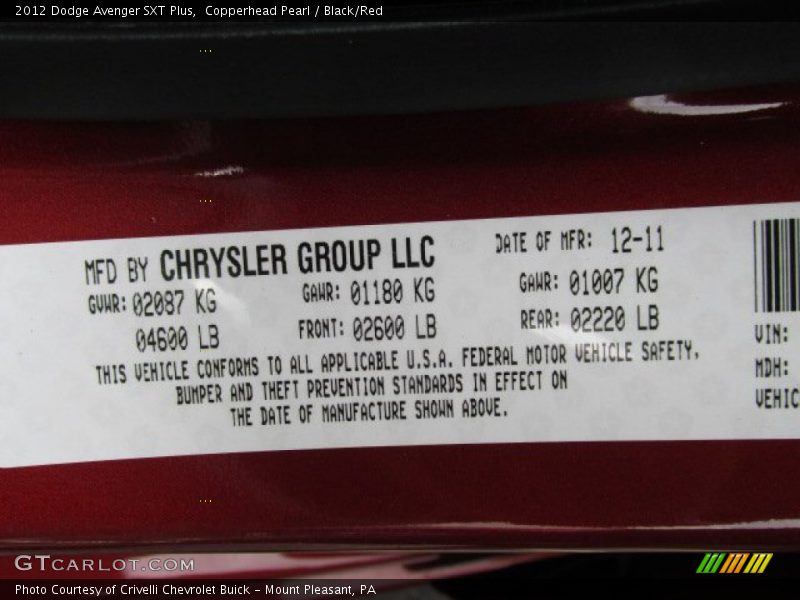 2012 Dodge Avenger SXT Plus,  Copperhead Pearl / Black/Red
MFD BY CHRYSLER GROUP LLC DATE OF MFR: 12-11
GVWR: 02087 KG GAWR: 01180 KG GAWR: 01007 KG
04600 LB FRONT: 02600 LB REAR: 02220 LB
THIS VEHICLE CONFORMS TO ALL APPLICABLE U.S.A. FEDERAL MOTOR VEHICLE SAFETY,
BUMPER AND THEFT PREVENTION STANDARDS IN EFFECT ON
THE DATE OF MANUFACTURE SHOWN ABOVE.
VIN:
MDH:
VEHIC
GTCARLOT.COM
Photo Courtesy of Crivelli Chevrolet Buick – Mount Pleasant, PA